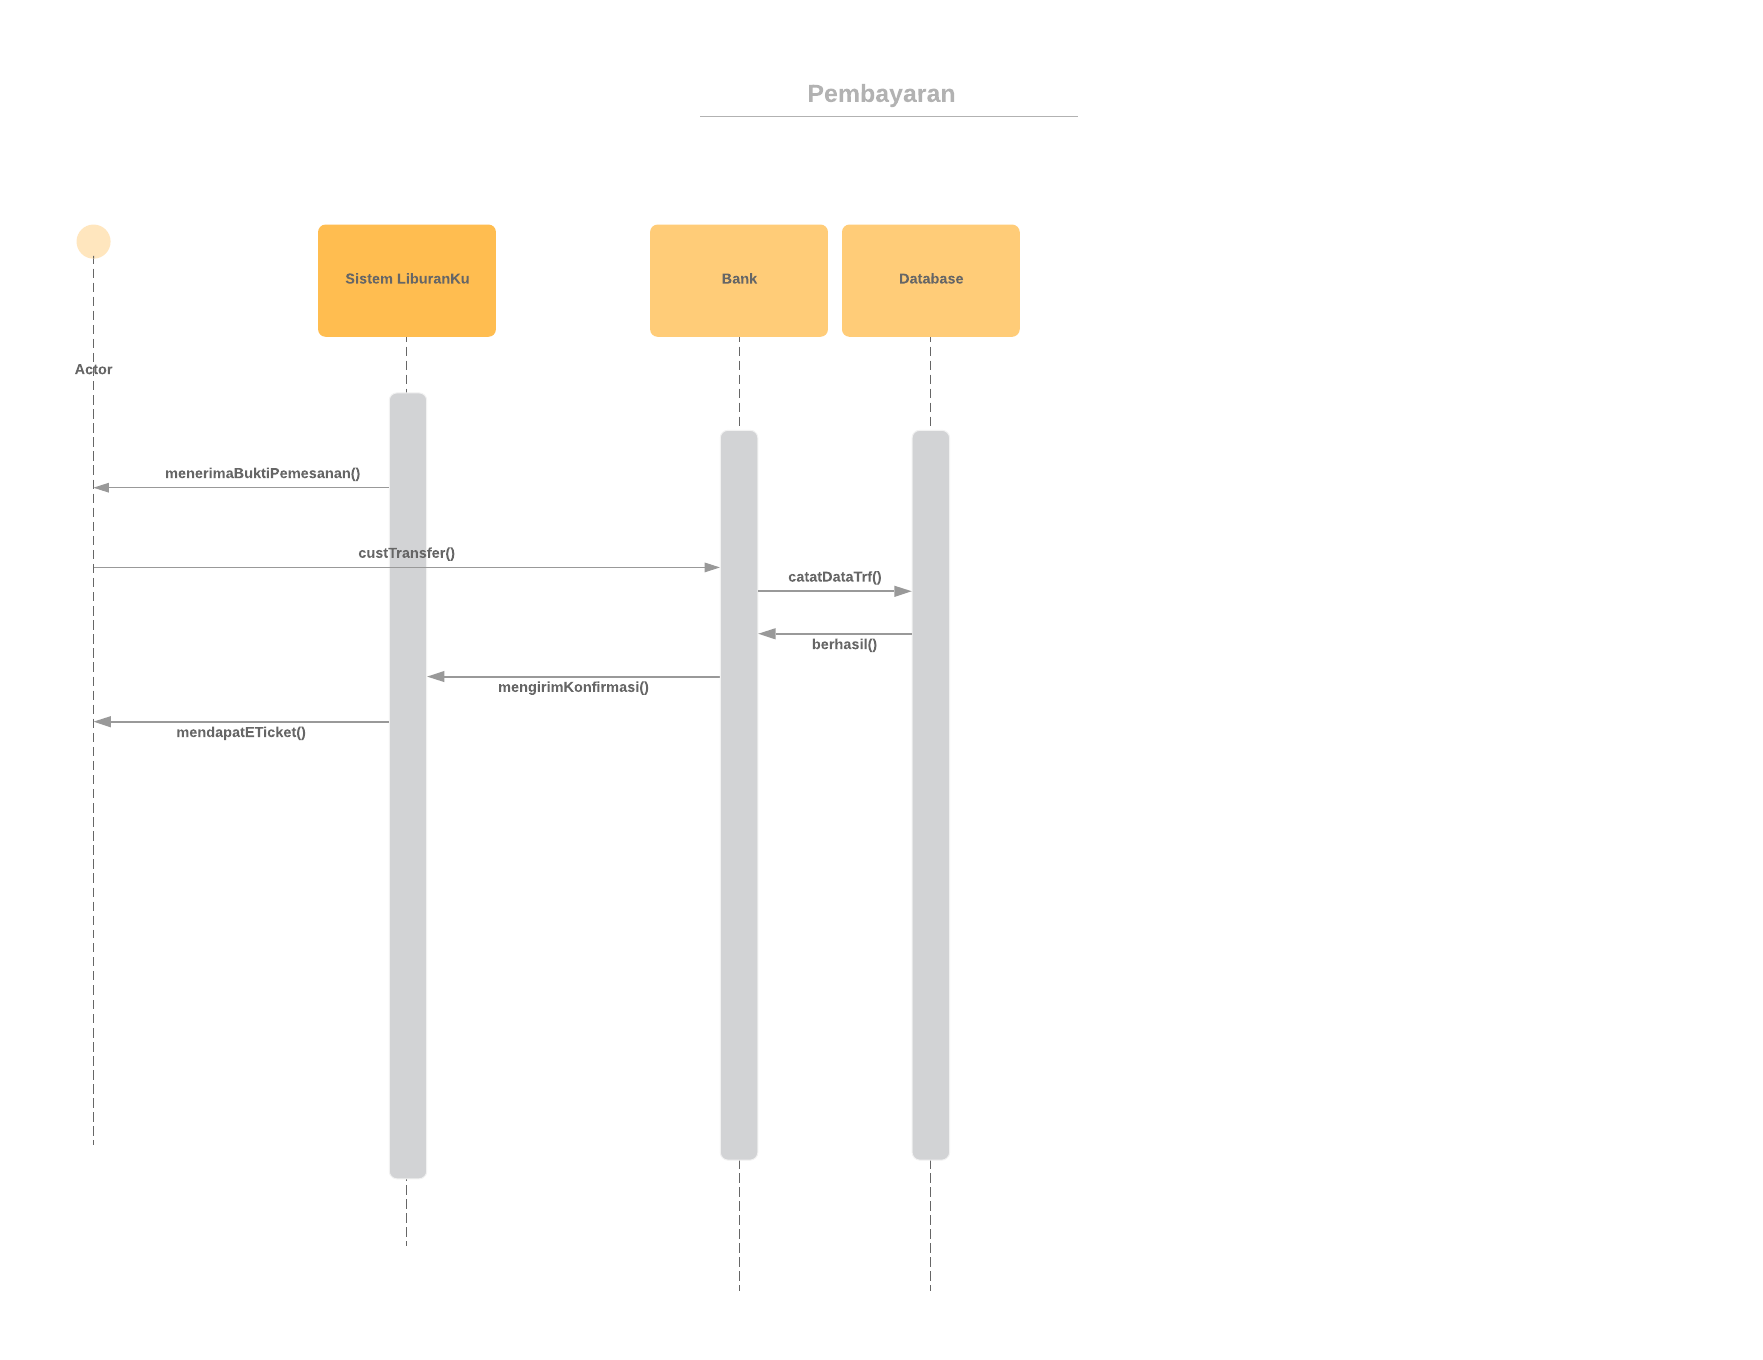 Pembayaran
Sistem LiburanKu
Bank
Database
Actor
menerimaBuktiPemesanan()
custTransfer()
catatDataTrf()
berhasil()
mengirimKonfirmasi()
mendapatETicket()